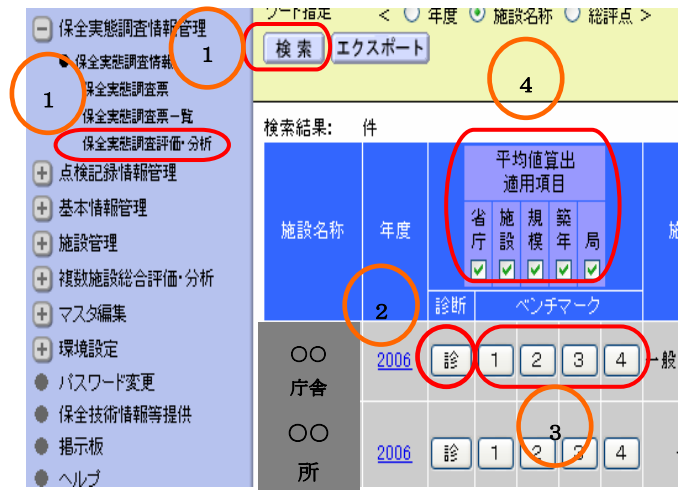 保全実態調査情報管理
保全実態調査情報
保全実態調査票
保全実態調査票一覧
保全実態調査評価・分析
点検記録情報管理
基本情報管理
施設管理
複数施設総合評価・分析
マスタ編集
環境設定
パスワード変更
保全技術情報等提供
掲示板
ヘルプ
1
1
ソート指定 < 年度 施設名称 総評点 >
検 索 エクスポート
4
検索結果: 件
施設名称 年度
平均値算出
適用項目
省庁 施設 規模 築年 局
診断 ベンチマーク
2
〇〇
庁舎
2006 診 1 2 3 4 一般
3
〇〇
所
2006 診 1 2 3 4